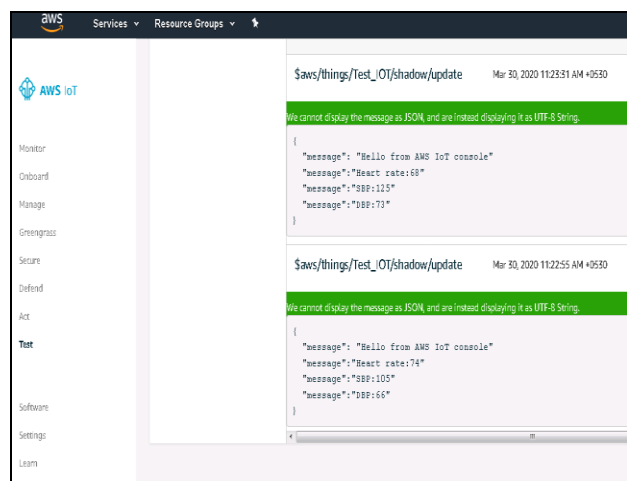 aws Services Resource Groups
AWS IoT
Monitor
Onboard
Manage
Greengrass
Secure
Defend
Act
Test
Software
Settings
Learn
$aws/things/Test_IOT/shadow/update Mar 30, 2020 11:23:31 AM +0530
We cannot display the message as JSON, and are instead displaying it as UTF-8 String.
{
"message": "Hello from AWS IoT console"
"message":"Heart rate:68"
"message":"SBP:125"
"message":"DBP:73"
}
$aws/things/Test_IOT/shadow/update Mar 30, 2020 11:22:55 AM +0530
We cannot display the message as JSON, and are instead displaying it as UTF-8 String.
{
"message": "Hello from AWS IoT console"
"message":"Heart rate:74"
"message":"SBP:105"
"message":"DBP:66"
}